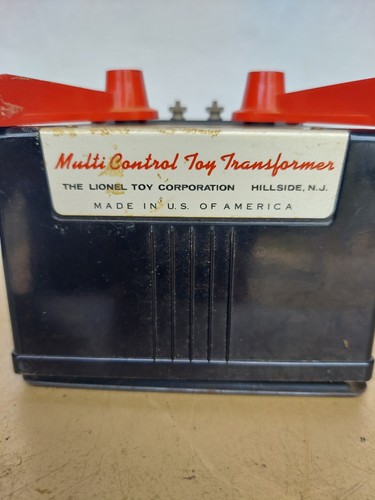 Multi Control Toy Transformer
THE LIONEL TOY CORPORATION HILLSIDE, N.J.
MADE IN U.S. OF AMERICA